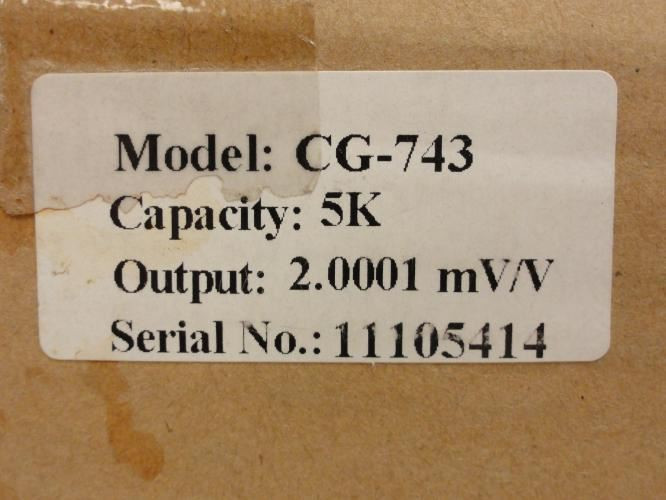 Model: CG-743
Capacity: 5K
Output: 2.0001 mV/V
Serial No.: 11105414